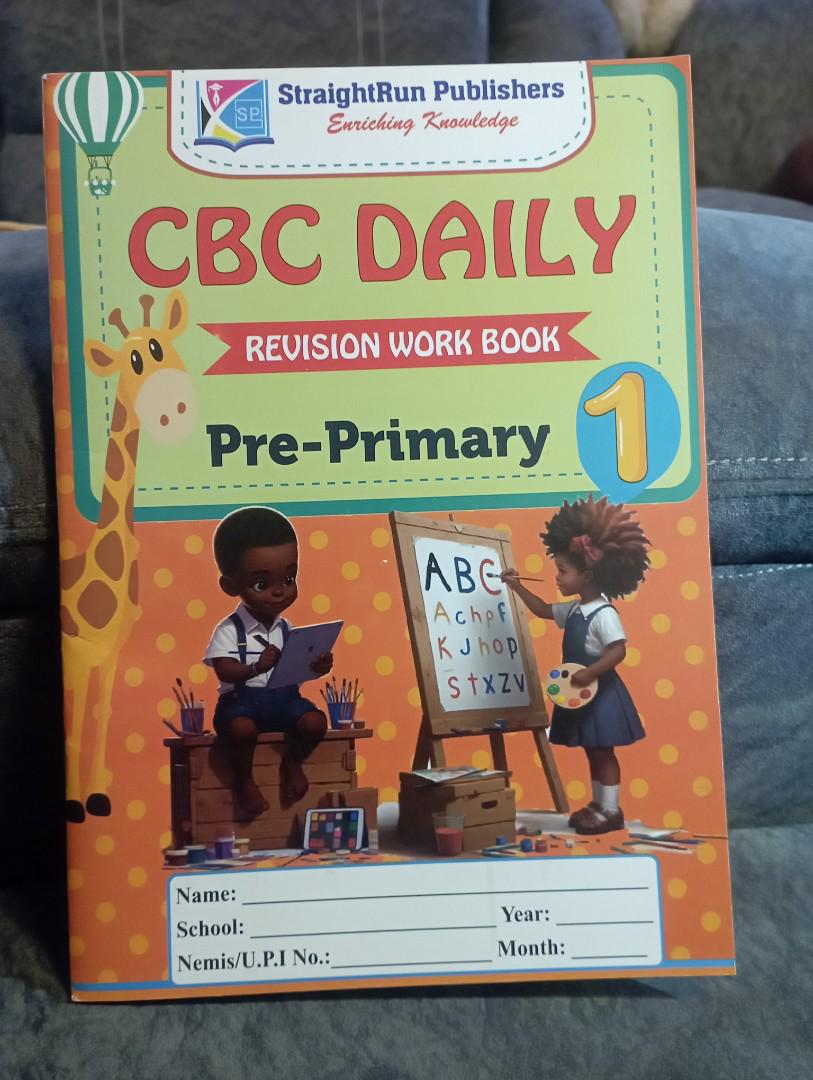 SP
StraightRun Publishers
Enriching Knowledge
CBC DAILY
REVISION WORK BOOK
Pre-Primary
1
ABC
Achpf
KJhop
StXZV
Name:
School:
Year:
Nemis/U.P.I No.:
Month: